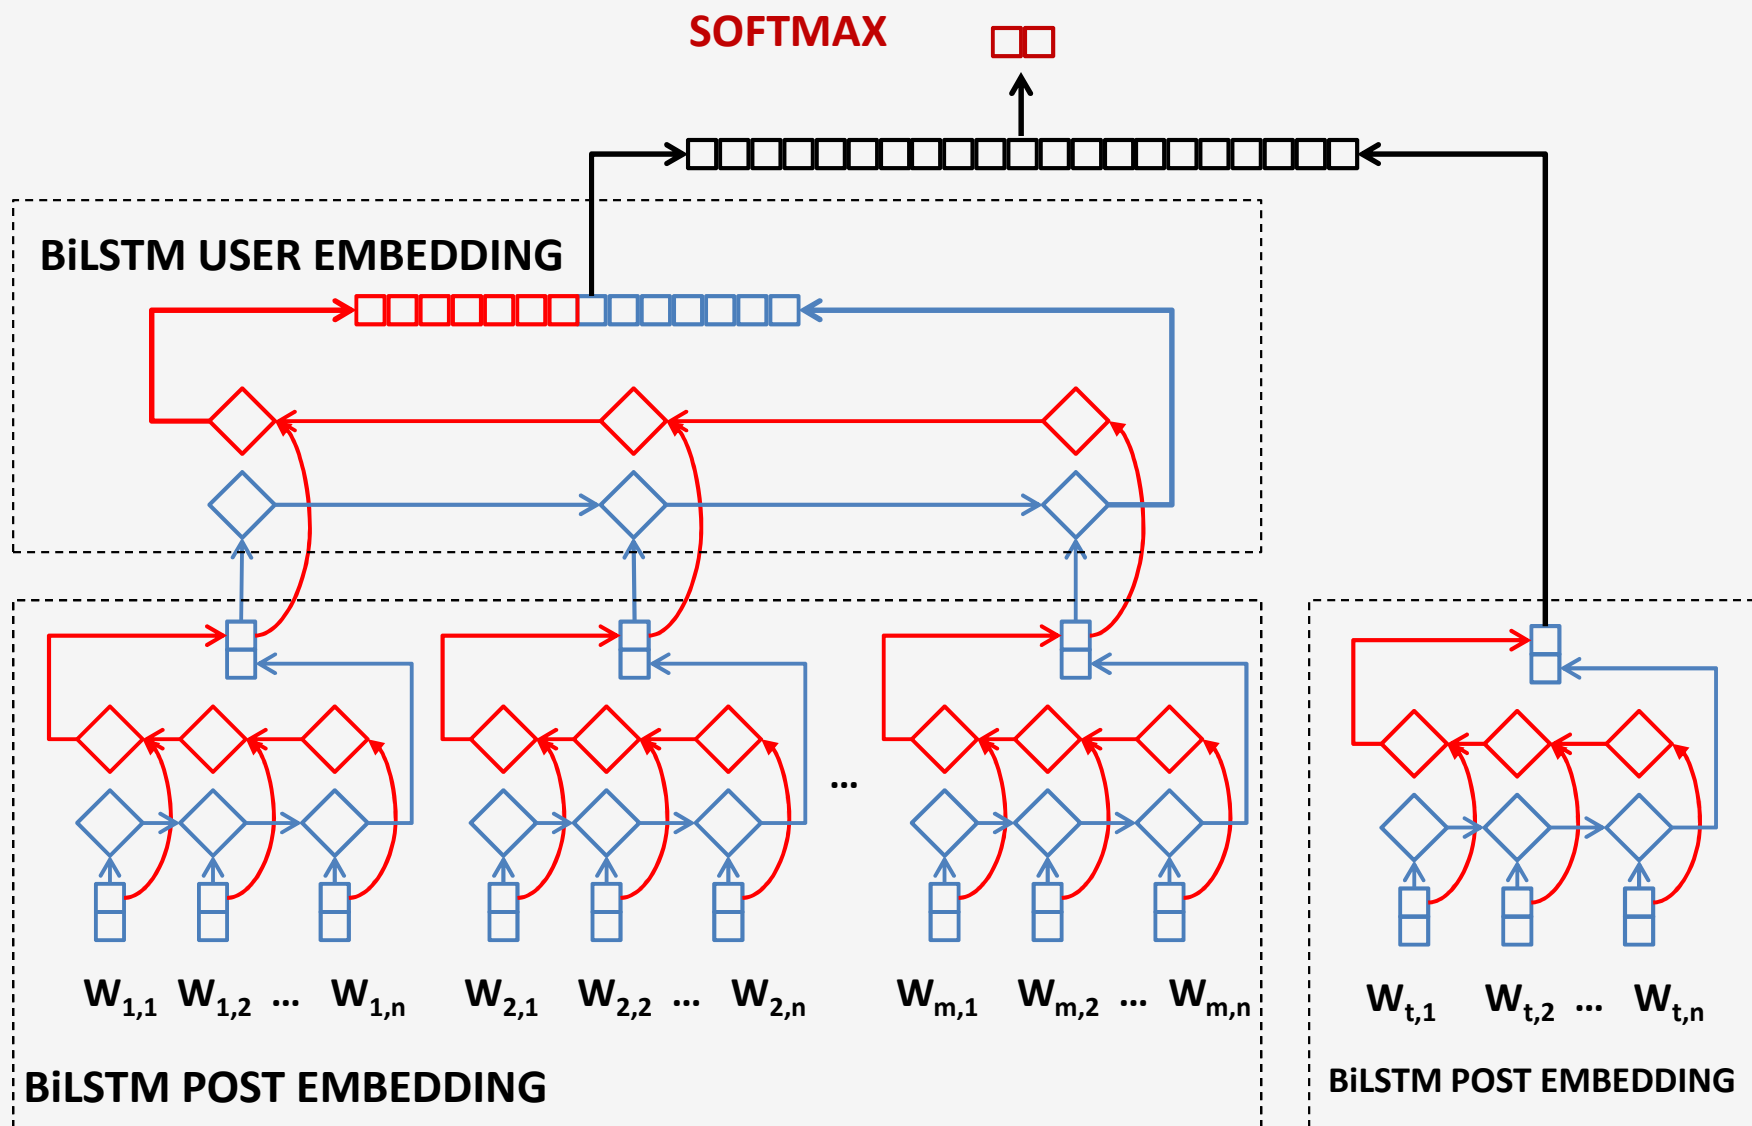 SOFTMAX
BiLSTM USER EMBEDDING
...
W1,1 W1,2 ... W1,n W2,1 W2,2 ... W2,n Wm,1 Wm,2 ... Wm,n Wt,1 Wt,2 ... Wt,n
BiLSTM POST EMBEDDING
BiLSTM POST EMBEDDING